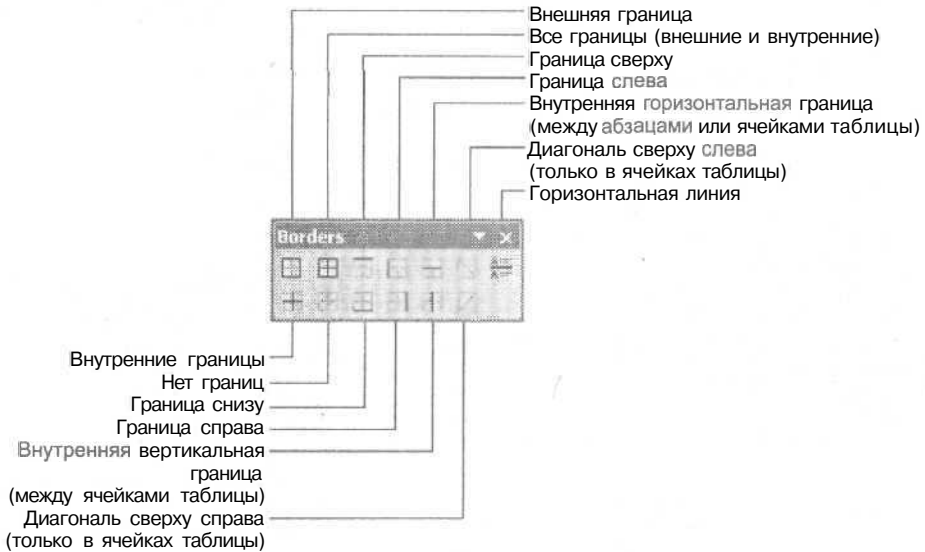 Внешняя граница
Все границы (внешние и внутренние)
Граница сверху
Граница слева
Внутренняя горизонтальная граница
(между абзацами или ячейками таблицы)
Диагональ сверху слева
(только в ячейках таблицы)
Горизонтальная линия
Borders
Внутренние границы
Нет границ
Граница снизу
Граница справа
Внутренняя вертикальная
граница
(между ячейками таблицы)
Диагональ сверху справа
(только в ячейках таблицы)